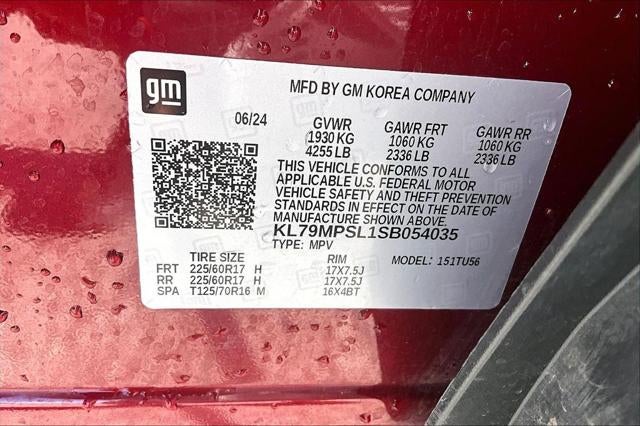 gm
MFD BY GM KOREA COMPANY
06/24 GVWR GAWR FRT GAWR RR
1930 KG 1060 KG 1060 KG
4255 LB 2336 LB 2336 LB
THIS VEHICLE CONFORMS TO ALL
APPLICABLE U.S. FEDERAL MOTOR
VEHICLE SAFETY AND THEFT PREVENTION
STANDARDS IN EFFECT ON THE DATE OF
MANUFACTURE SHOWN ABOVE.
KL79MPSL1SB054035
TYPE: MPV
TIRE SIZE RIM MODEL: 151TU56
FRT 225/60R17 H 17X7.5J
RR 225/60R17 H 17X7.5J
SPA T125/70R16 M 16X4BT